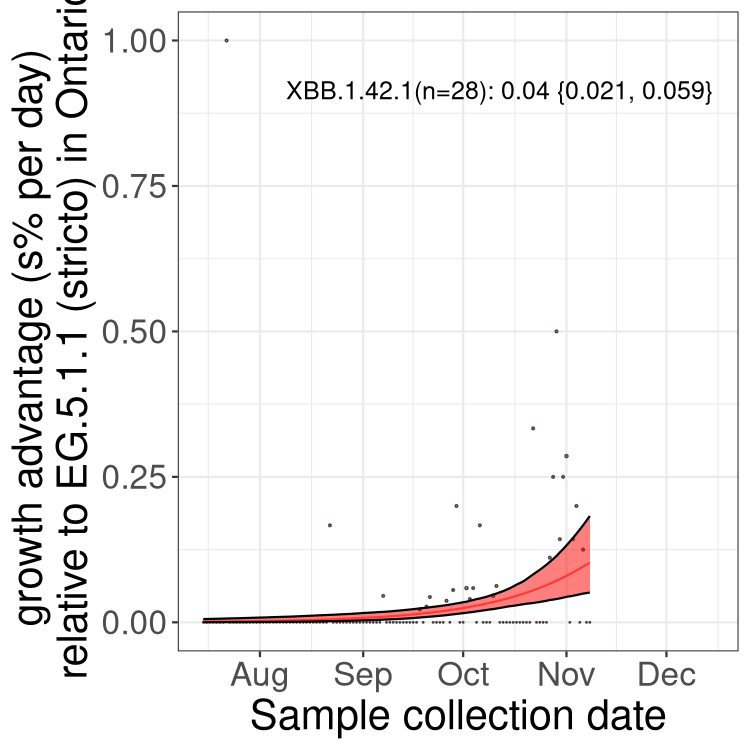 growth advantage (s% per day)
relative to EG.5.1.1 (stricto) in Ontario
1.00
0.75
0.50
0.25
0.00
XBB.1.42.1(n=28): 0.04 {0.021, 0.059}
Aug Sep Oct Nov Dec
Sample collection date